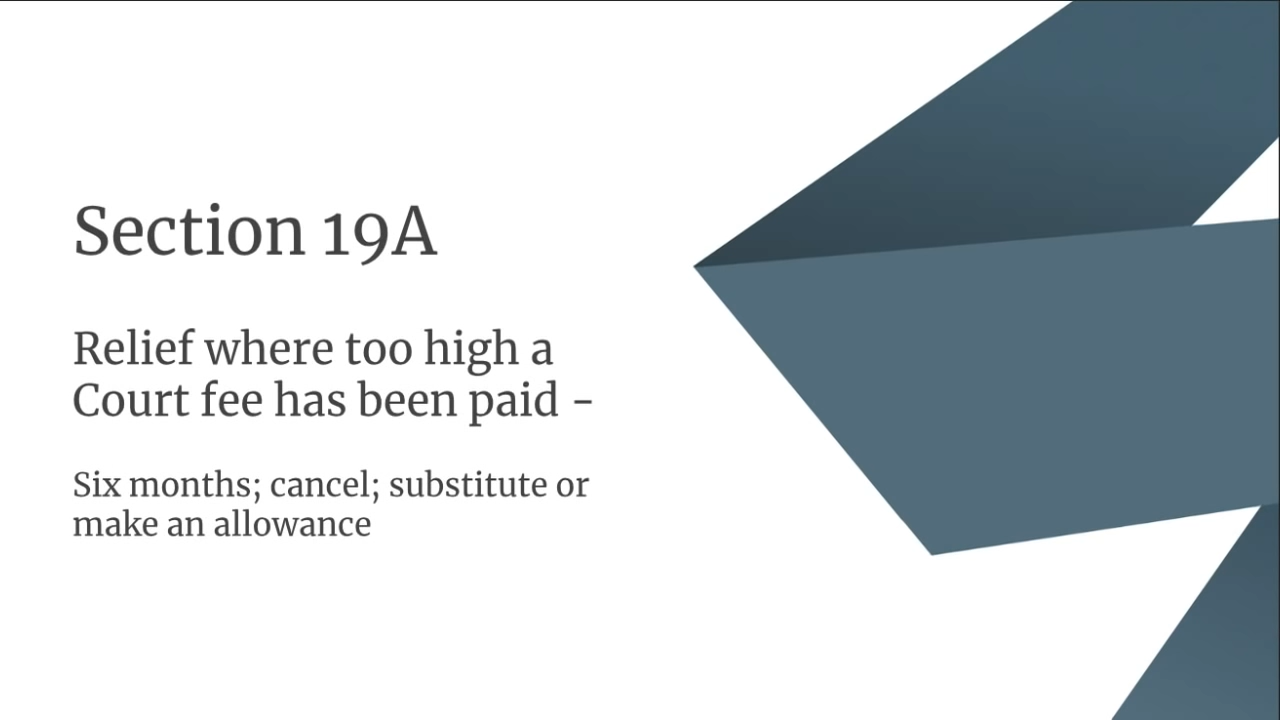 Section 19A
Relief where too high a
Court fee has been paid -
Six months; cancel; substitute or
make an allowance